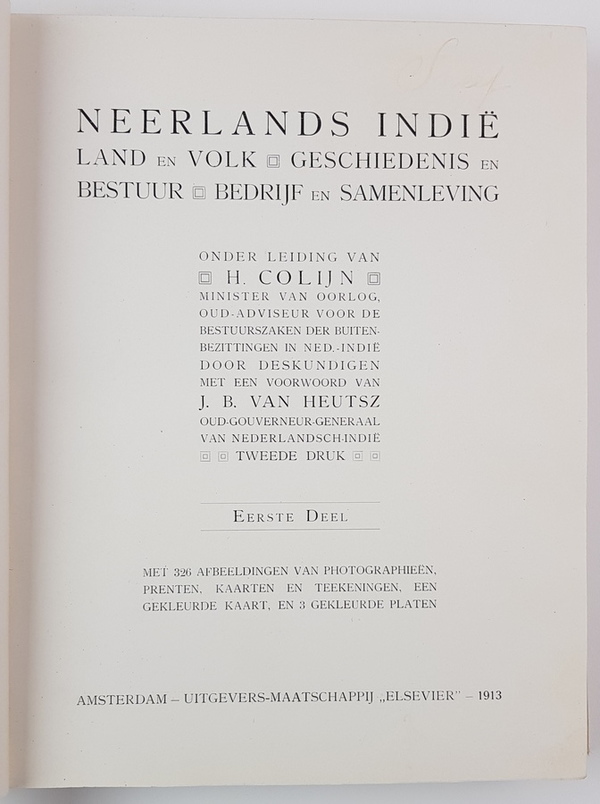 NEERLANDS INDIË
LAND EN VOLK GESCHIEDENIS EN
BESTUUR BEDRIJF EN SAMENLEVING
ONDER LEIDING VAN
H. COLIJN
MINISTER VAN OORLOG,
OUD-ADVISEUR VOOR DE
BESTUURSZAKEN DER BUITEN-
BEZITTINGEN IN NED.-INDIË
DOOR DESKUNDIGEN
MET EEN VOORWOORD VAN
J. B. VAN HEUTSZ
OUD-GOUVERNEUR-GENERAAL
VAN NEDERLANDSCH-INDIË
TWEEDE DRUK
EERSTE DEEL
MET 326 AFBEELDINGEN VAN PHOTOGRAPHIEËN,
PRENTEN, KAARTEN EN TEEKENINGEN, EEN
GEKLEURDE KAART, EN 3 GEKLEURDE PLATEN
AMSTERDAM – UITGEVERS-MAATSCHAPPIJ „ELSEVIER" – 1913